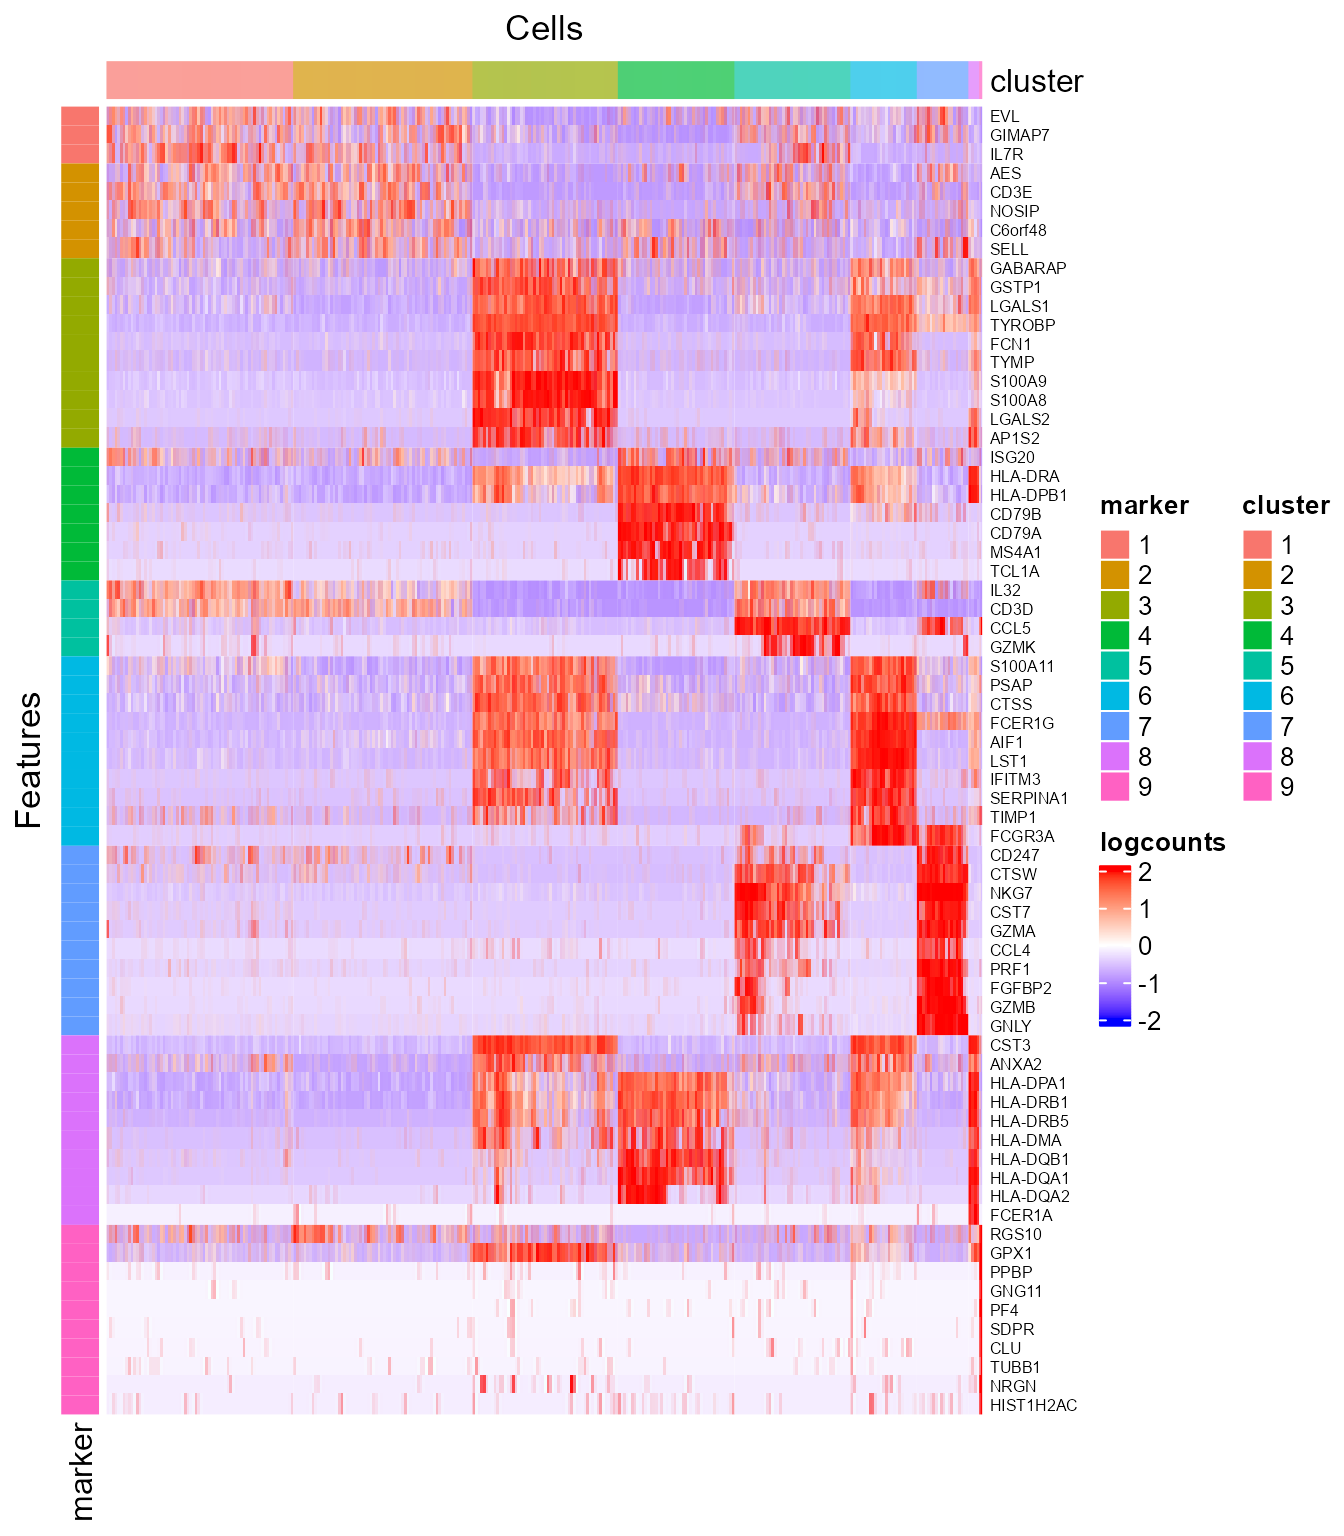 Cells
cluster
EVL
GIMAP7
IL7R
AES
CD3E
NOSIP
C6orf48
SELL
GABARAP
GSTP1
LGALS1
TYROBP
FCN1
TYMP
S100A9
S100A8
LGALS2
AP1S2
ISG20
HLA-DRA
HLA-DPB1
CD79B
CD79A
MS4A1
TCL1A
IL32
CD3D
CCL5
GZMK
S100A11
PSAP
CTSS
FCER1G
AIF1
LST1
IFITM3
SERPINA1
TIMP1
FCGR3A
CD247
CTSW
NKG7
CST7
GZMA
CCL4
PRF1
FGFBP2
GZMB
GNLY
CST3
ANXA2
HLA-DPA1
HLA-DRB1
HLA-DRB5
HLA-DMA
HLA-DQB1
HLA-DQA1
HLA-DQA2
FCER1A
RGS10
GPX1
PPBP
GNG11
PF4
SDPR
CLU
TUBB1
NRGN
HIST1H2AC
Features
marker
marker
1
2
3
4
5
6
7
8
9
cluster
1
2
3
4
5
6
7
8
9
logcounts
2
1
0
-1
-2